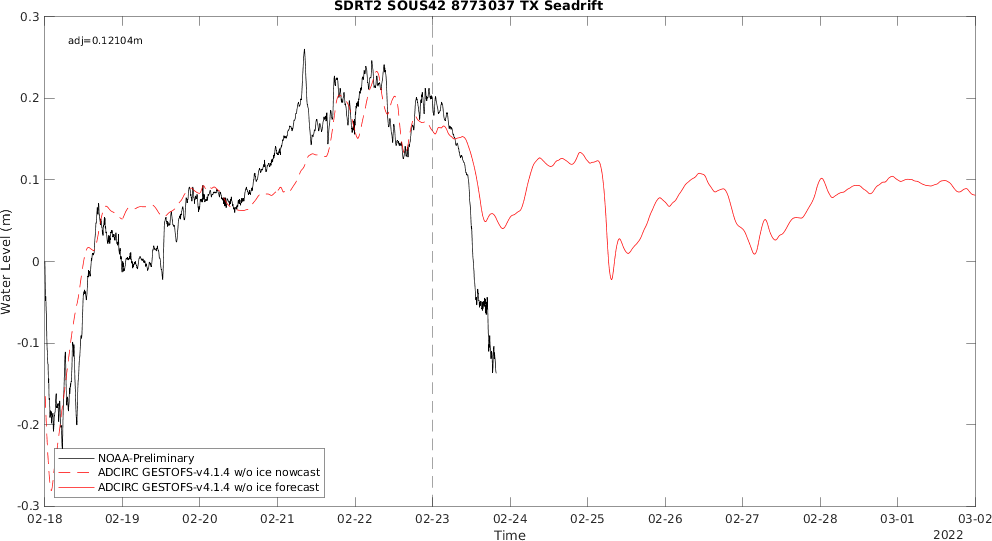 SDRT2 SOUS42 8773037 TX Seadrift
adj=0.12104m
0.3
0.2
0.1
0
-0.1
-0.2
-0.3
Water Level (m)
NOAA-Preliminary
ADCIRC GESTOFS-v4.1.4 w/o ice nowcast
ADCIRC GESTOFS-v4.1.4 w/o ice forecast
02-18 02-19 02-20 02-21 02-22 02-23 02-24 02-25 02-26 02-27 02-28 03-01 03-02
Time
2022